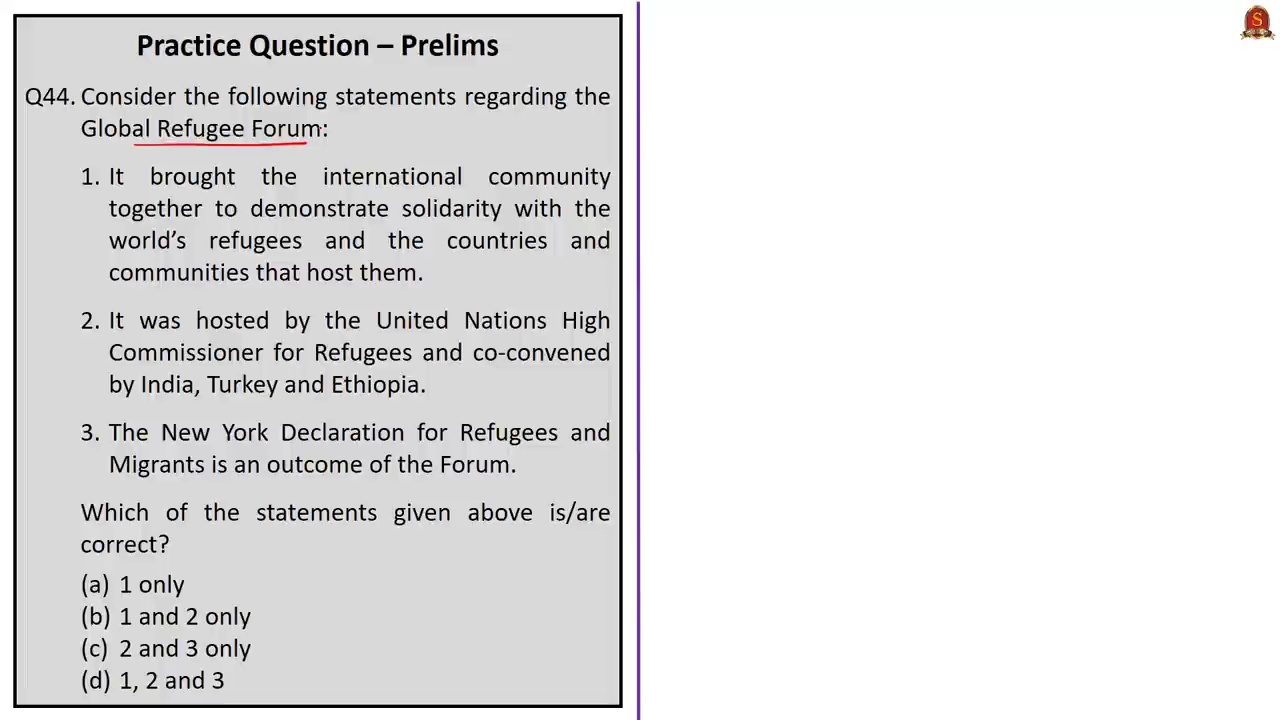 Practice Question – Prelims
Q44. Consider the following statements regarding the
Global Refugee Forum:
1. It brought the international community
together to demonstrate solidarity with the
world’s refugees and the countries and
communities that host them.
2. It was hosted by the United Nations High
Commissioner for Refugees and co-convened
by India, Turkey and Ethiopia.
3. The New York Declaration for Refugees and
Migrants is an outcome of the Forum.
Which of the statements given above is/are
correct?
(a) 1 only
(b) 1 and 2 only
(c) 2 and 3 only
(d) 1, 2 and 3
S